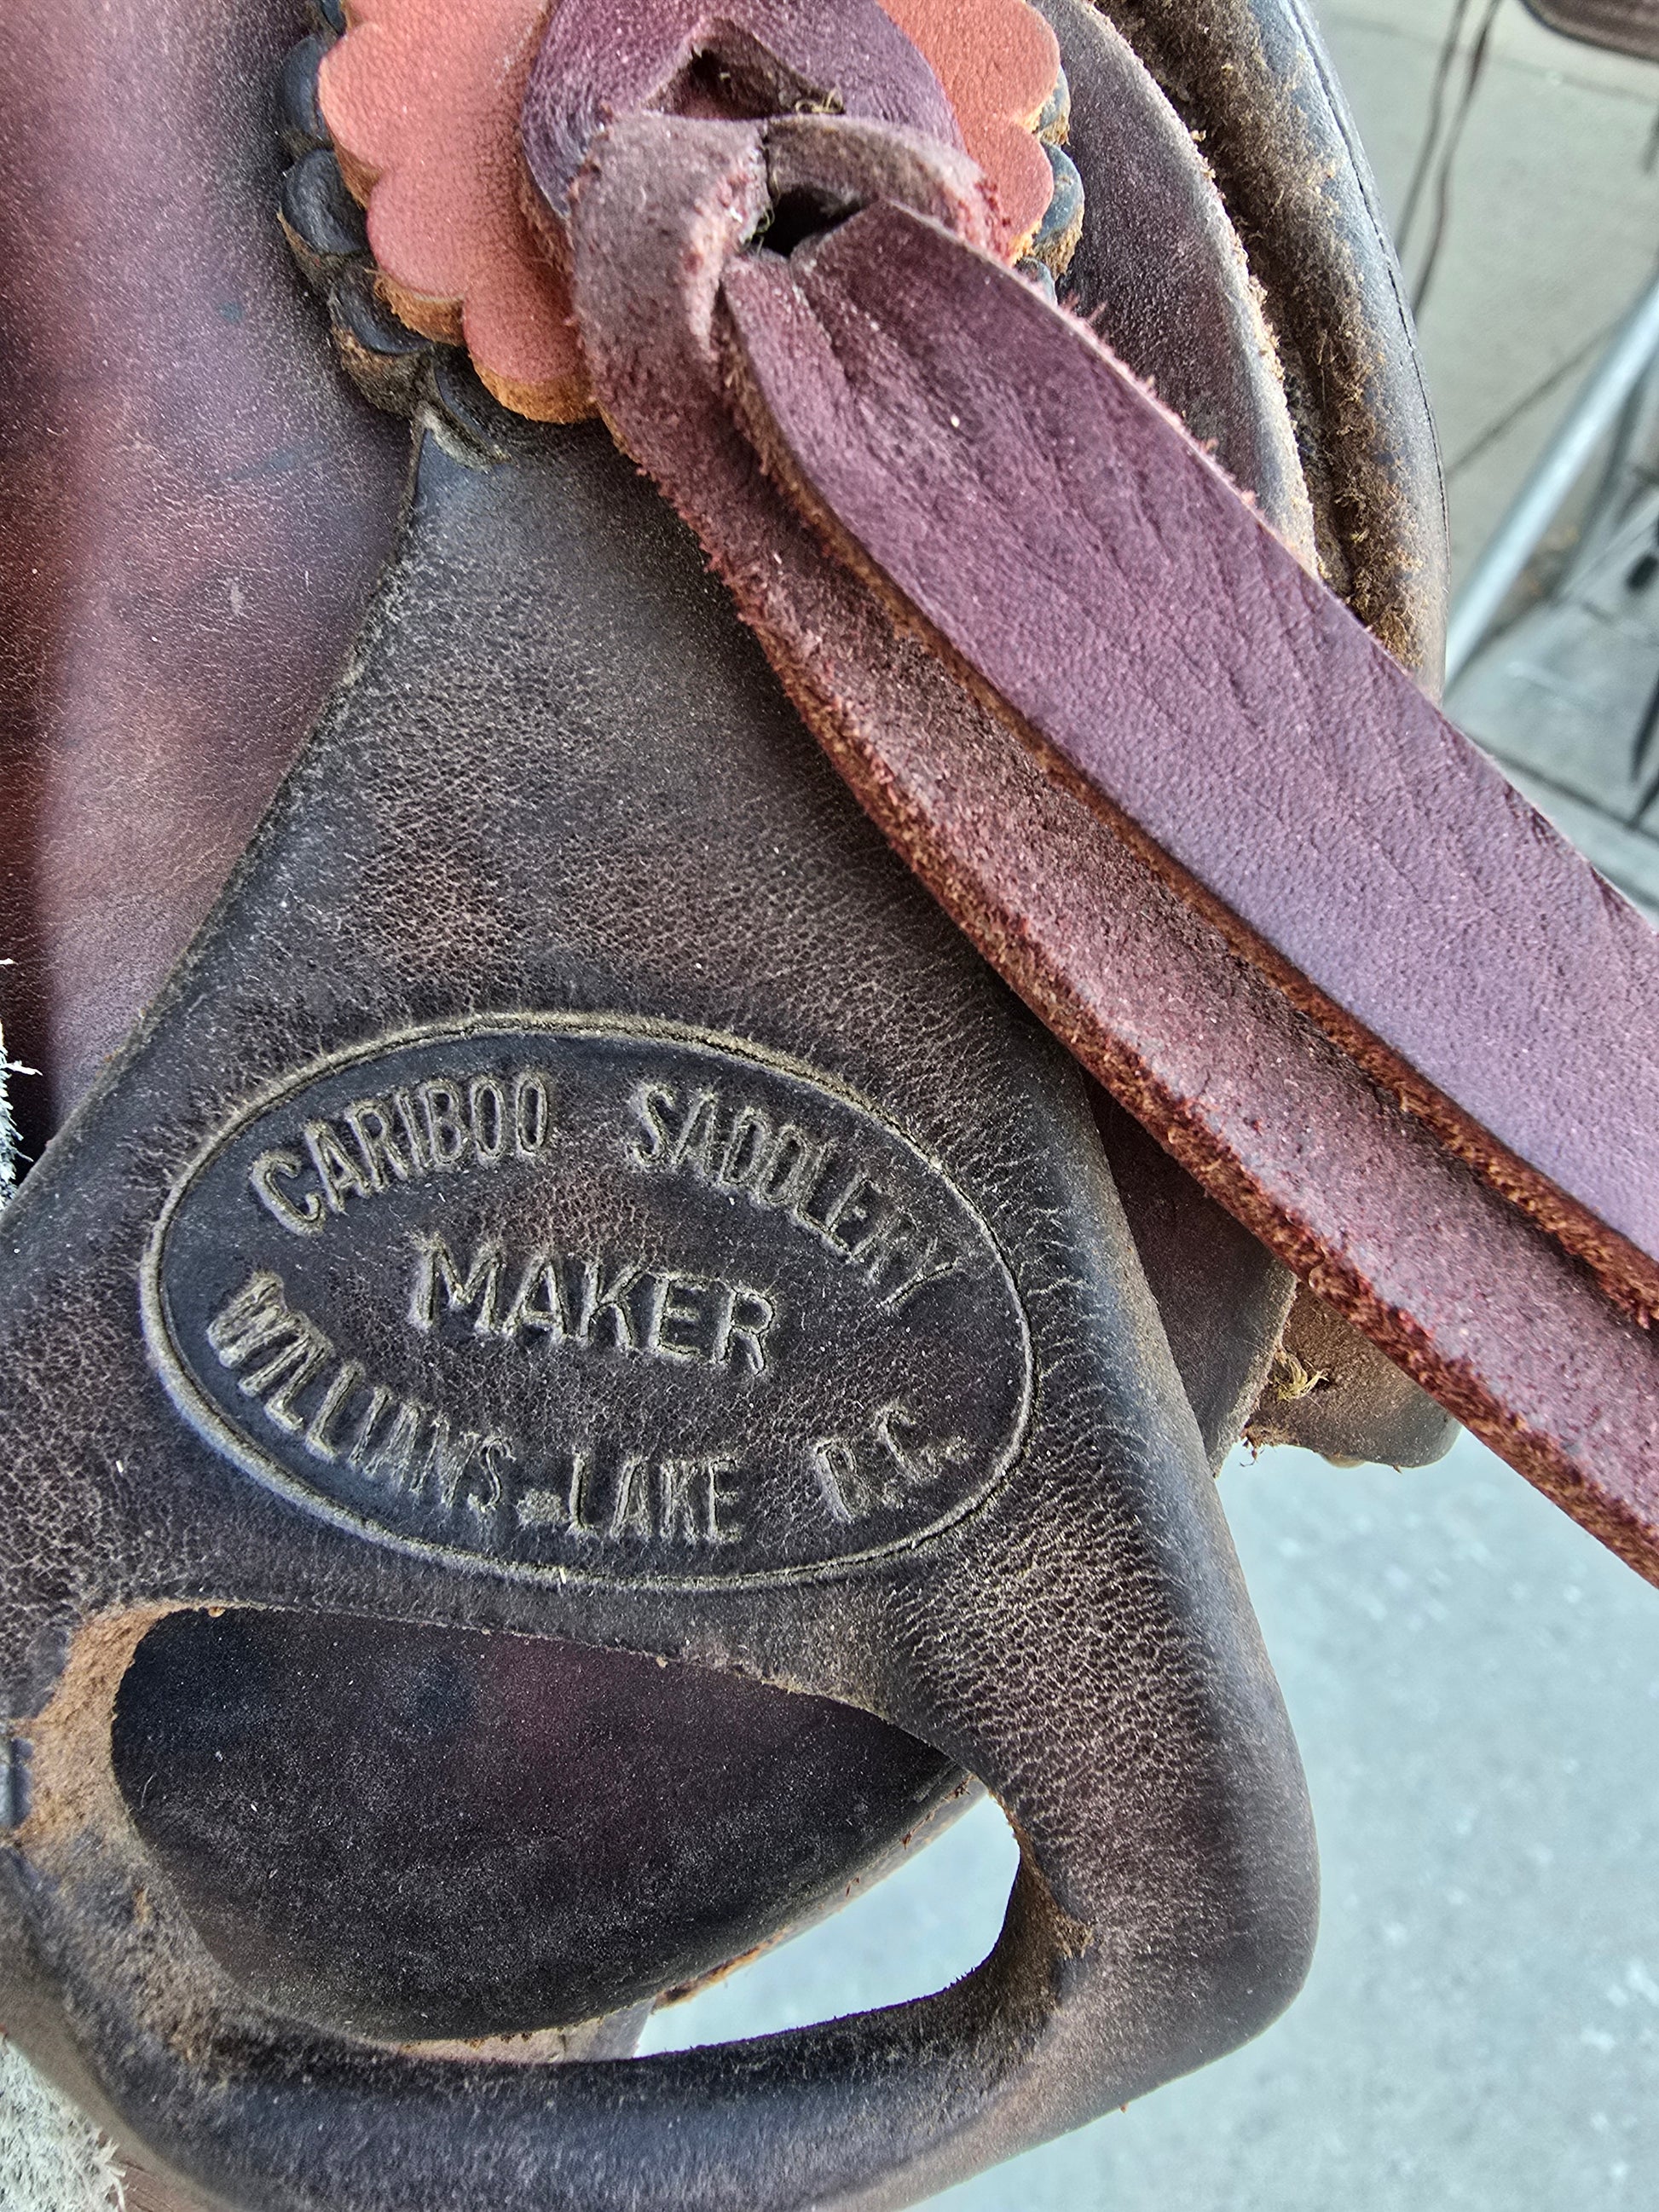 CARIBOO SADDLERY
MAKER
WILLIAMS LAKE B.C.